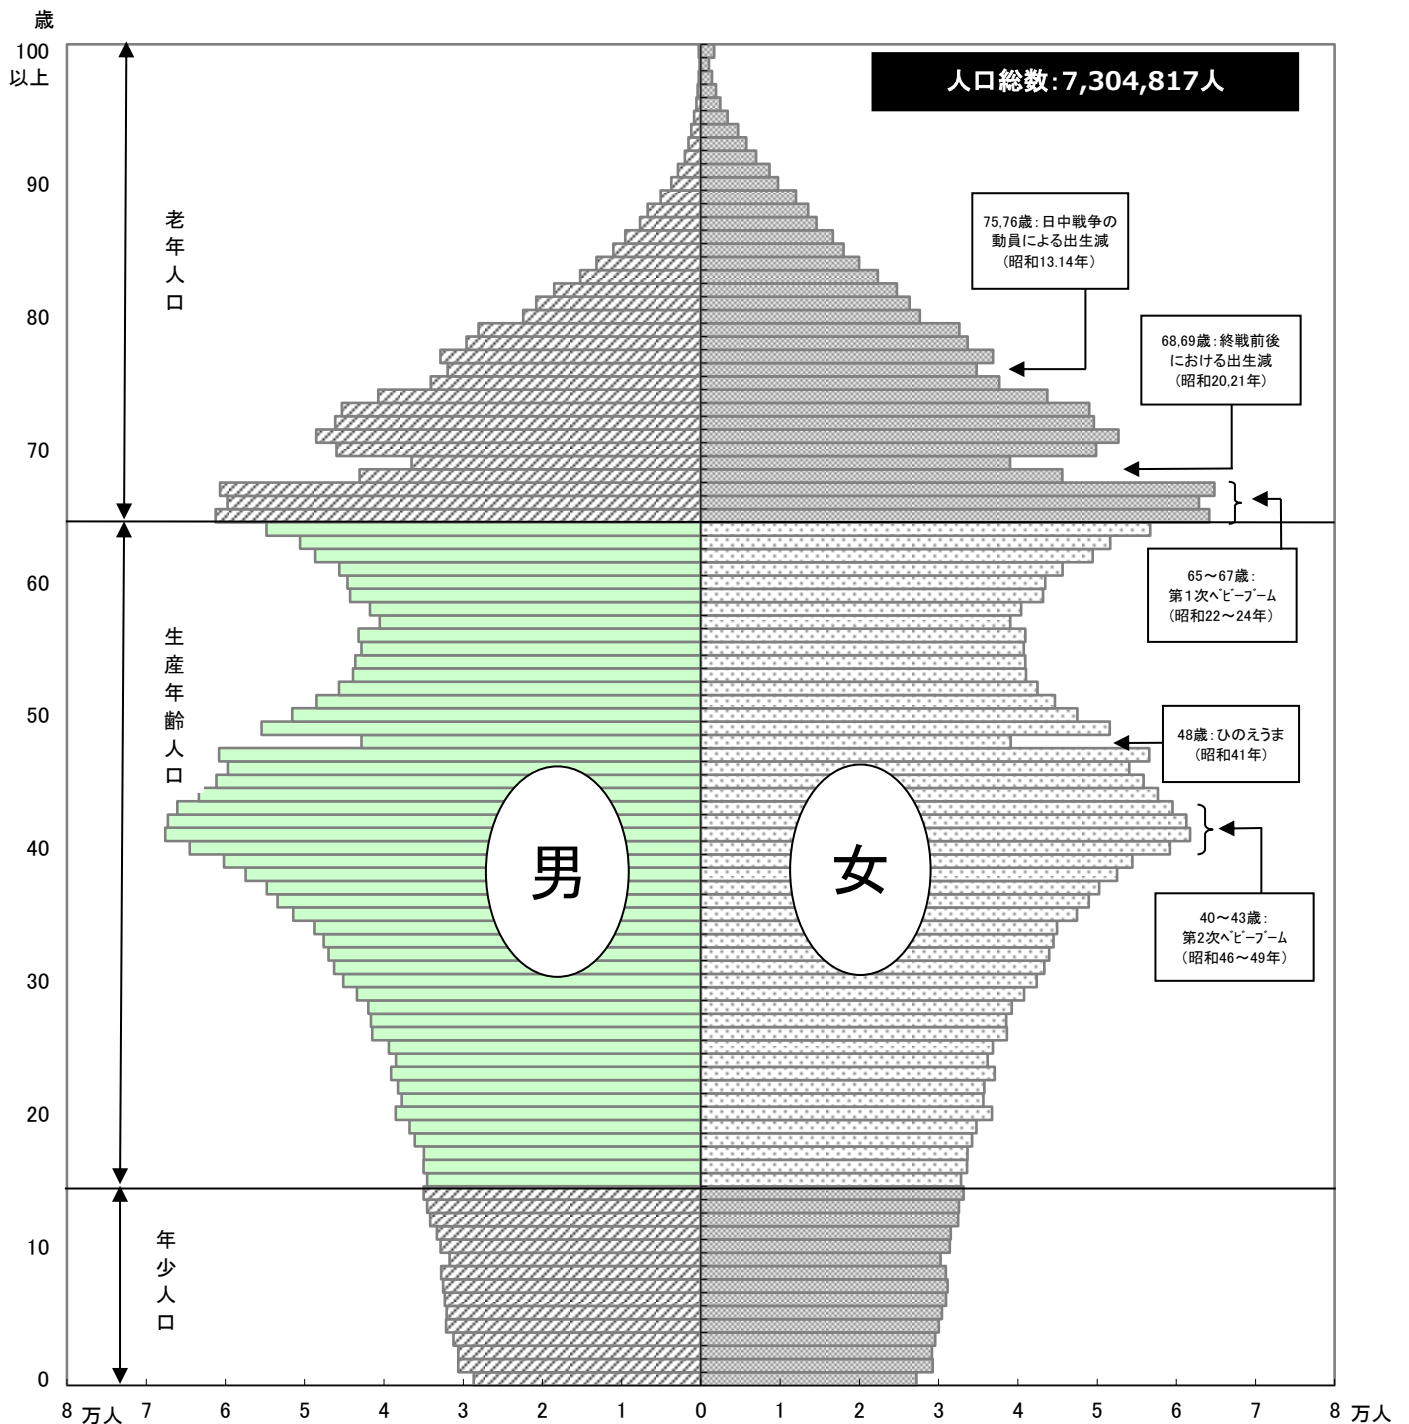 歳
100
以上
90
80
70
60
50
40
30
20
10
0
人口総数：7,304,817人
老年人口
生産年齢人口
年少人口
75,76歳：日中戦争の
動員による出生減
（昭和13.14年）
68,69歳：終戦前後
における出生減
（昭和20,21年）
65～67歳：
第１次ﾍﾞﾋﾞｰﾌﾞｰﾑ
（昭和22～24年）
48歳：ひのえうま
（昭和41年）
40～43歳：
第2次ﾍﾞﾋﾞｰﾌﾞｰﾑ
（昭和46～49年）
男
女
8 万人 7 6 5 4 3 2 1 0 1 2 3 4 5 6 7 8 万人